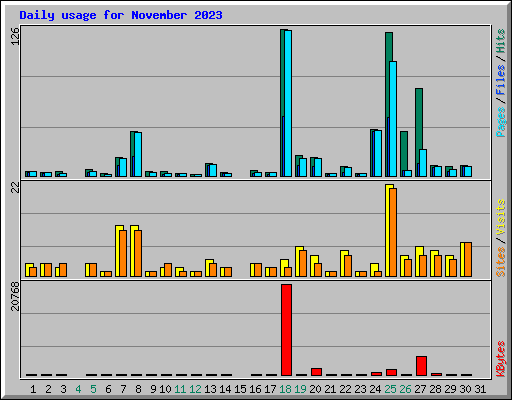 Daily usage for November 2023
126
Pages / Files / Hits
22
Sites / Visits
20768
KBytes
1 2 3 4 5 6 7 8 9 10 11 12 13 14 15 16 17 18 19 20 21 22 23 24 25 26 27 28 29 30 31